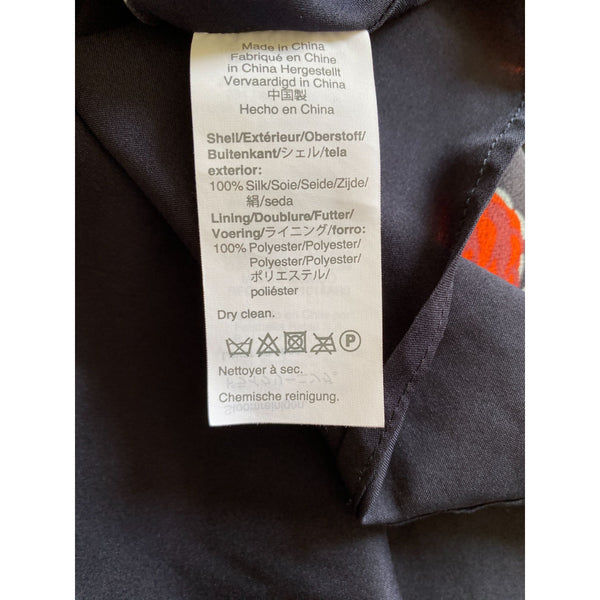 Made in China
Fabriqué en Chine
in China Hergestellt
Vervaardigd in China
中国製
Hecho en China
Shell/Extérieur/Oberstoff/
Buitenkant/シェル/tela
exterior:
100% Silk/Soie/Seide/Zijde/
絹/seda
Lining/Doublure/Futter/
Voering/ライニング/forro:
100% Polyester/Polyester/
Polyester/Polyester/
ポリエステル/
poliéster
Dry clean.
P
Nettoyer à sec.
Chemische reinigung.